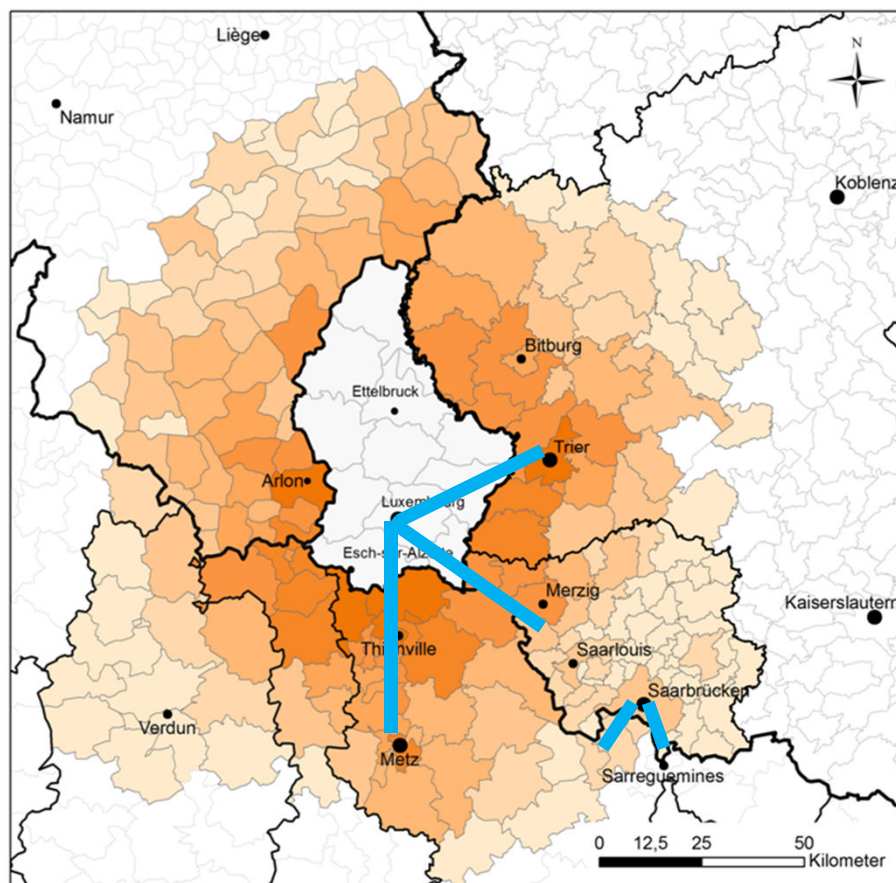 Liège
N
Namur
Koblenz
Bitburg
Ettelbruck
Trier
Arlon
Luxembourg
Esch-sur-Alzette
Merzig
Kaiserslautern
Thionville
Saarlouis
Saarbrücken
Verdun
Metz
Sarreguemines
0 12,5 25 50
Kilometer